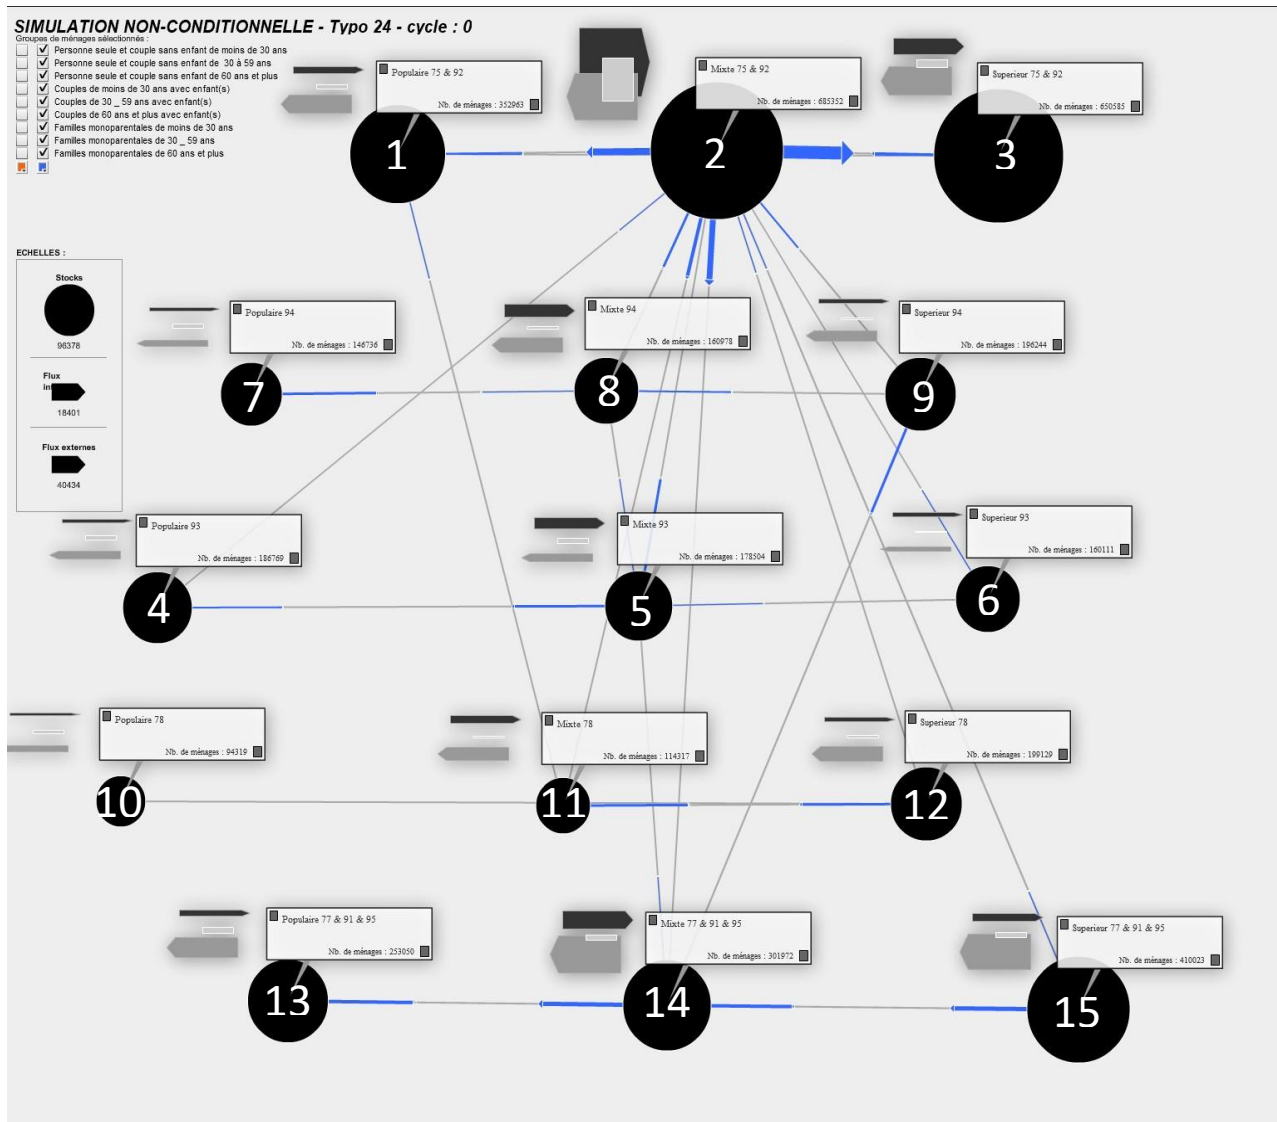 SIMULATION NON-CONDITIONNELLE - Typo 24 - cycle : 0
Groupes de ménages sélectionnés :
Personne seule et couple sans enfant de moins de 30 ans
Personne seule et couple sans enfant de 30 à 59 ans
Personne seule et couple sans enfant de 60 ans et plus
Couples de moins de 30 ans avec enfant(s)
Couples de 30 _ 59 ans avec enfant(s)
Couples de 60 ans et plus avec enfant(s)
Familles monoparentales de moins de 30 ans
Familles monoparentales de 30 _ 59 ans
Familles monoparentales de 60 ans et plus
Populaire 75 & 92
Nb. de ménages : 352963
1
Mixte 75 & 92
Nb. de ménages : 685352
2
Superieur 75 & 92
Nb. de ménages : 650585
3
ECHELLES :
Stocks
96378
Flux
18401
Flux externes
40434
Populaire 94
Nb. de ménages : 146736
7
Mixte 94
Nb. de ménages : 160978
8
Superieur 94
Nb. de ménages : 196244
9
Populaire 93
Nb. de ménages : 186769
4
Mixte 93
Nb. de ménages : 178504
5
Superieur 93
Nb. de ménages : 160111
6
Populaire 78
Nb. de ménages : 94319
10
Mixte 78
Nb. de ménages : 114317
11
Superieur 78
Nb. de ménages : 199129
12
Populaire 77 & 91 & 95
Nb. de ménages : 253050
13
Mixte 77 & 91 & 95
Nb. de ménages : 301972
14
Superieur 77 & 91 & 95
Nb. de ménages : 410023
15